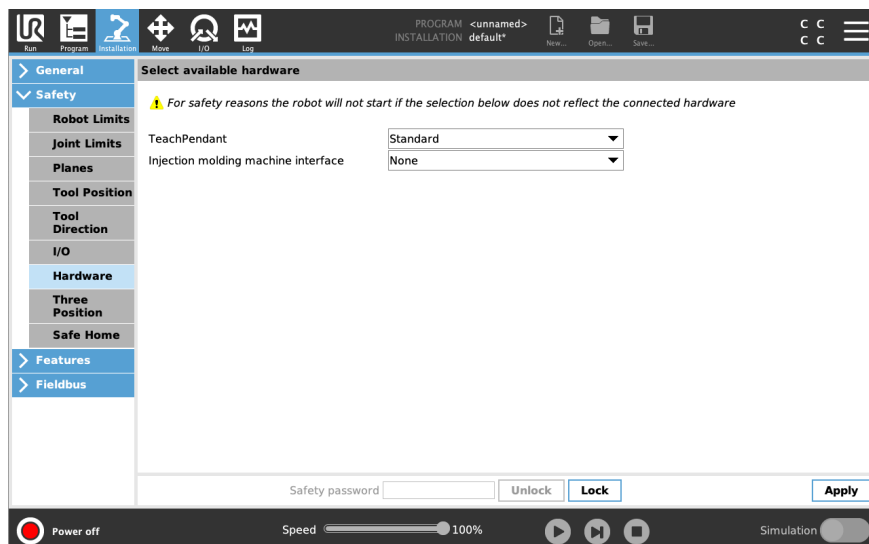 Run
Program
Installation
Move
I/O
Log
PROGRAM <unnamed>
INSTALLATION default*
New...
Open...
Save...
C C
C C
General
Select available hardware
Safety
For safety reasons the robot will not start if the selection below does not reflect the connected hardware
Robot Limits
TeachPendant Standard
Joint Limits
Injection molding machine interface None
Planes
Tool Position
Tool
Direction
I/O
Hardware
Three
Position
Safe Home
Features
Fieldbus
Safety password Unlock Lock Apply
Power off Speed 100% Simulation